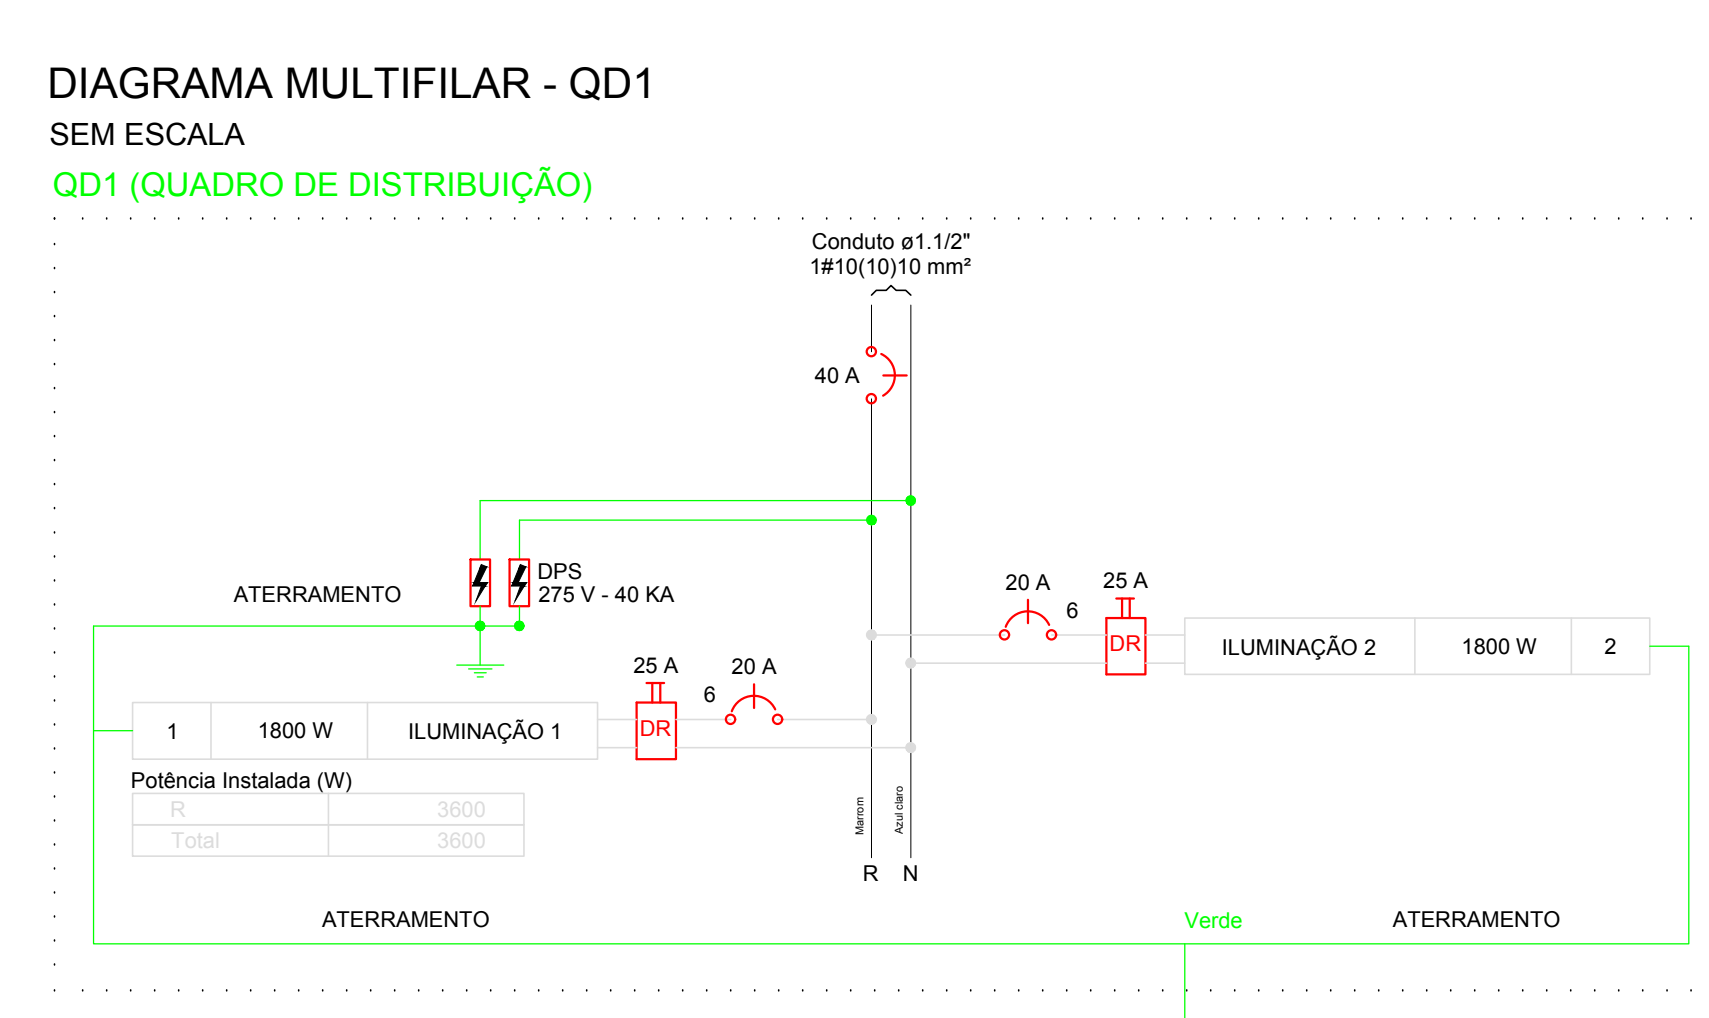 DIAGRAMA MULTIFILAR - QD1
SEM ESCALA
QD1 (QUADRO DE DISTRIBUIÇÃO)
Conduto ø1.1/2"
1#10(10)10 mm²
40 A
DPS
275 V - 40 KA
ATERRAMENTO
20 A
25 A
6
DR
ILUMINAÇÃO 2
1800 W
2
25 A
20 A
6
1
1800 W
ILUMINAÇÃO 1
DR
Potência Instalada (W)
R 3600
Total 3600
Marrom
Azul claro
R
N
ATERRAMENTO
Verde
ATERRAMENTO